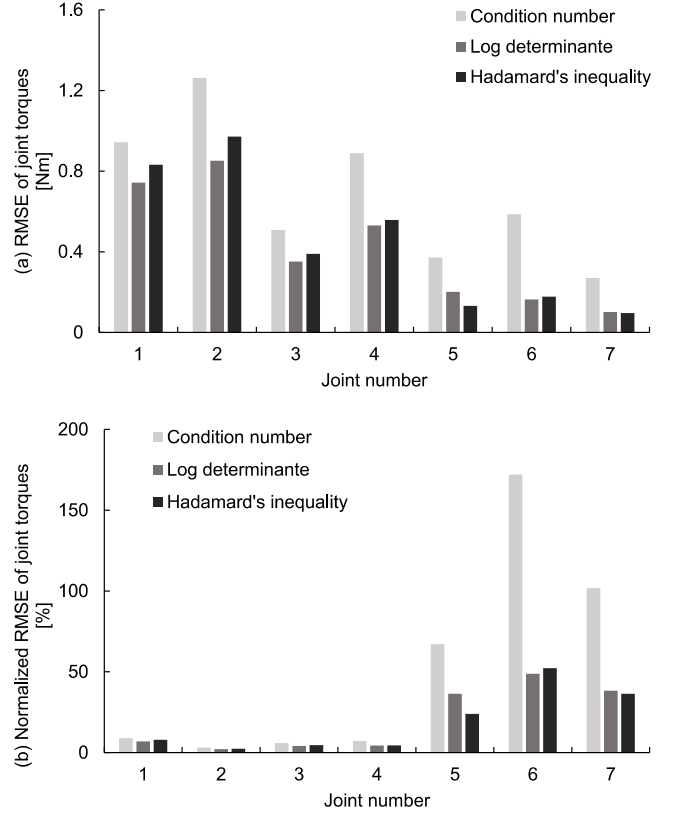 1.6
1.2
0.8
0.4
0
(a) RMSE of joint torques
[Nm]
Condition number
Log determinante
Hadamard's inequality
1 2 3 4 5 6 7
Joint number
200
150
100
50
0
(b) Normalized RMSE of joint torques
[%]
Condition number
Log determinante
Hadamard's inequality
1 2 3 4 5 6 7
Joint number